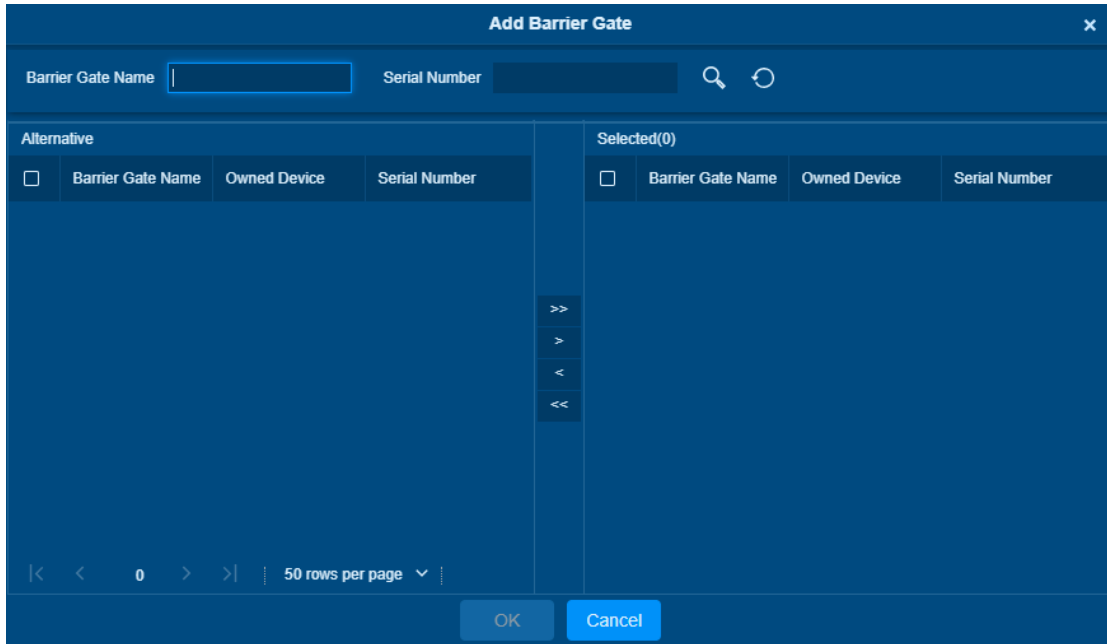 Add Barrier Gate ×
Barrier Gate Name Serial Number
Alternative Selected(0)
Barrier Gate Name Owned Device Serial Number Barrier Gate Name Owned Device Serial Number
>>
>
<
<<
|< < 0 > >| 50 rows per page
OK Cancel